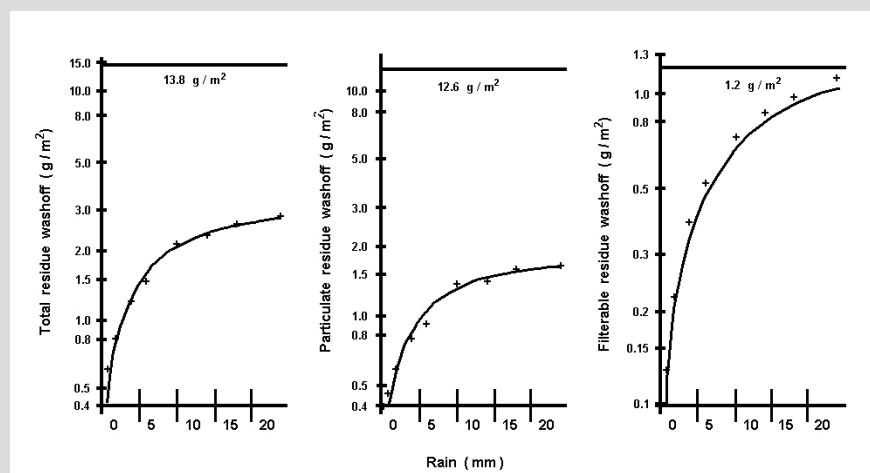 Total residue washoff ( g / m²)
15.0
10.0
8.0
5.0
3.0
2.0
1.5
1.0
0.8
0.5
0.4
13.8 g / m²
0 5 10 15 20
Particulate residue washoff ( g / m²)
10.0
8.0
5.0
3.0
2.0
1.5
1.0
0.8
0.5
0.4
12.6 g / m²
0 5 10 15 20
Filterable residue washoff ( g / m²)
1.3
1.0
0.8
0.5
0.3
0.2
0.15
0.1
1.2 g / m²
0 5 10 15 20
Rain ( mm )